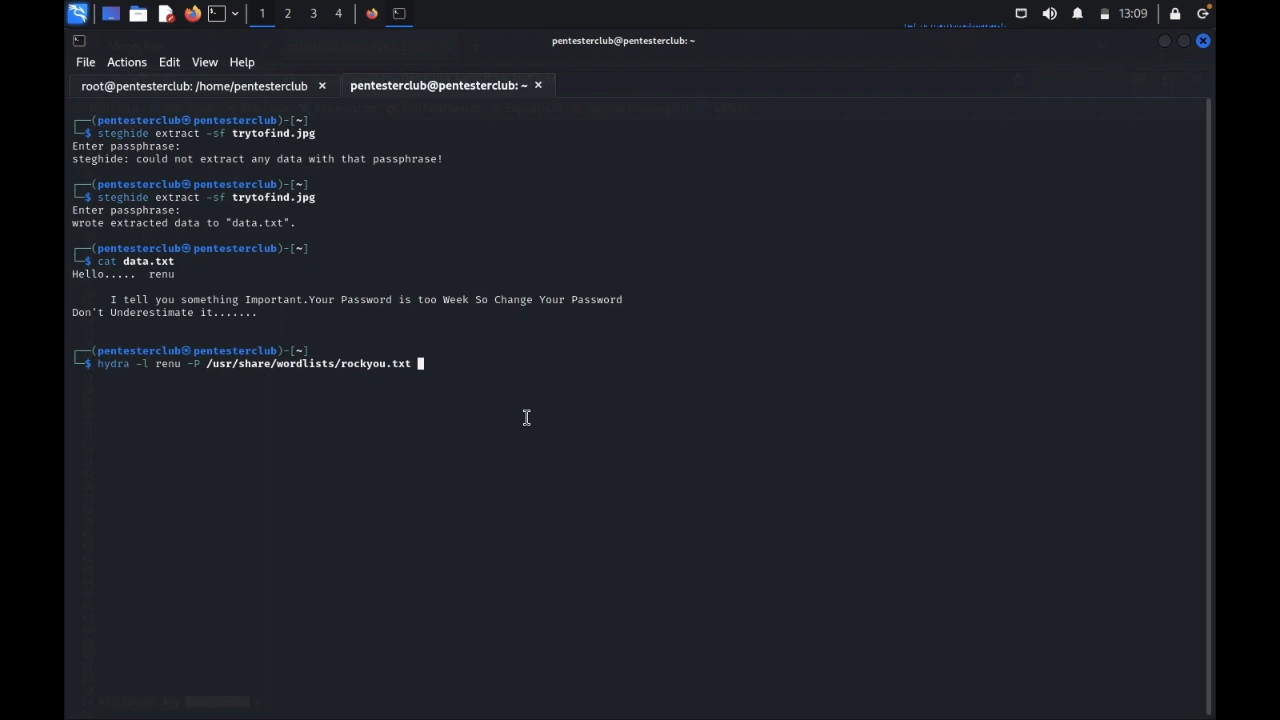 1 2 3 4 13:09
pentesterclub@pentesterclub: ~
File Actions Edit View Help
root@pentesterclub: /home/pentesterclub × pentesterclub@pentesterclub: ~ ×
┌──(pentesterclub㉿pentesterclub)-[~]
└─$ steghide extract -sf trytofind.jpg
Enter passphrase:
steghide: could not extract any data with that passphrase!
┌──(pentesterclub㉿pentesterclub)-[~]
└─$ steghide extract -sf trytofind.jpg
Enter passphrase:
wrote extracted data to "data.txt".
┌──(pentesterclub㉿pentesterclub)-[~]
└─$ cat data.txt
Hello.....  renu
I tell you something Important.Your Password is too Week So Change Your Password
Don't Underestimate it.......
┌──(pentesterclub㉿pentesterclub)-[~]
└─$ hydra -l renu -P /usr/share/wordlists/rockyou.txt